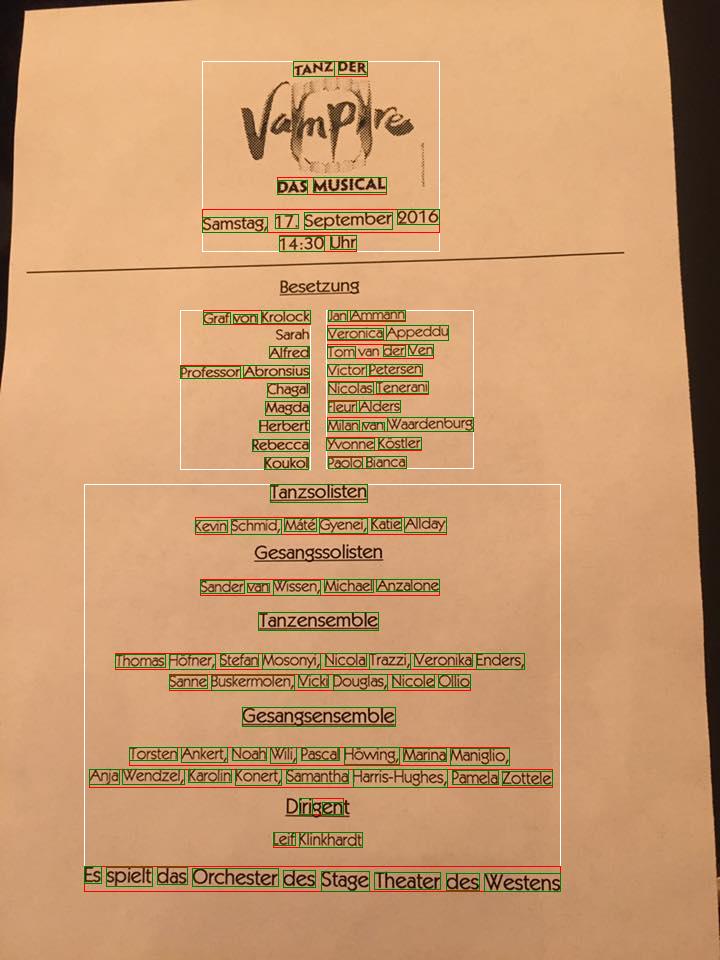 TANZ DER
Vampire
DAS MUSICAL
Samstag, 17. September 2016
14:30 Uhr
Besetzung
Graf von Krolock Jan Ammann
Sarah Veronica Appeddu
Alfred Tom van der Ven
Professor Abronsius Victor Petersen
Chagal Nicolas Tenerani
Magda Fleur Alders
Herbert Milan van Waardenburg
Rebecca Yvonne Köstler
Koukol Paolo Bianca
Tanzsolisten
Kevin Schmid, Máté Gyenei, Katie Allday
Gesangssolisten
Sander van Wissen, Michael Anzalone
Tanzensemble
Thomas Höfner, Stefan Mosonyi, Nicola Trazzi, Veronika Enders,
Sanne Buskermolen, Vicki Douglas, Nicole Ollio
Gesangsensemble
Torsten Ankert, Noah Wili, Pascal Höwing, Marina Maniglio,
Anja Wendzel, Karolin Konert, Samantha Harris-Hughes, Pamela Zottele
Dirigent
Leif Klinkhardt
Es spielt das Orchester des Stage Theater des Westens